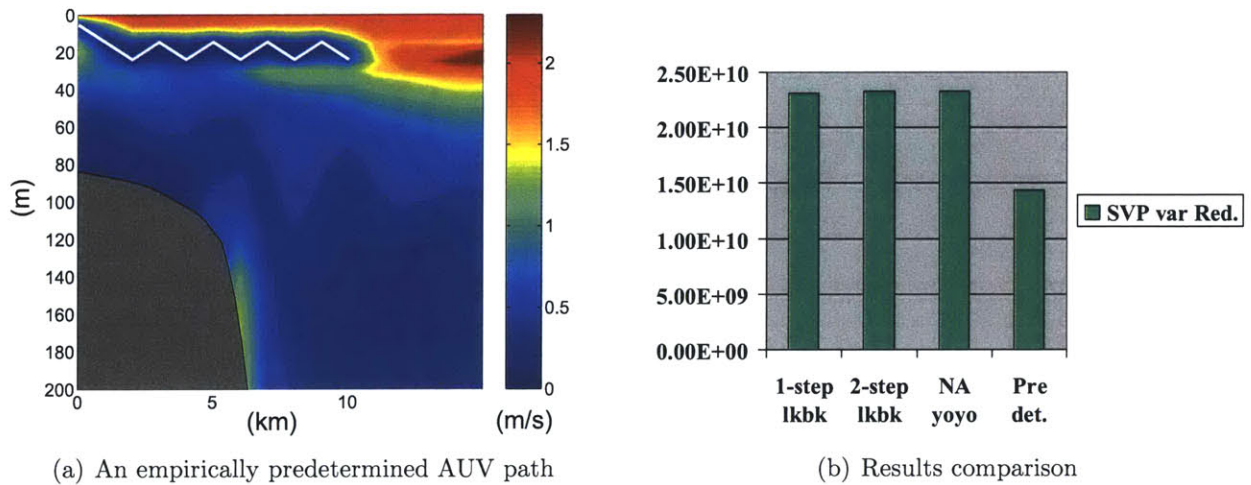 0
20
40
60
80
100
120
140
160
180
200
(m)
0
5
10
(km)
2
1.5
1
0.5
0
(m/s)
(a) An empirically predetermined AUV path
2.50E+10
2.00E+10
1.50E+10
1.00E+10
5.00E+09
0.00E+00
1-step 2-step NA Pre
lkbk lkbk yoyo det.
SVP var Red.
(b) Results comparison